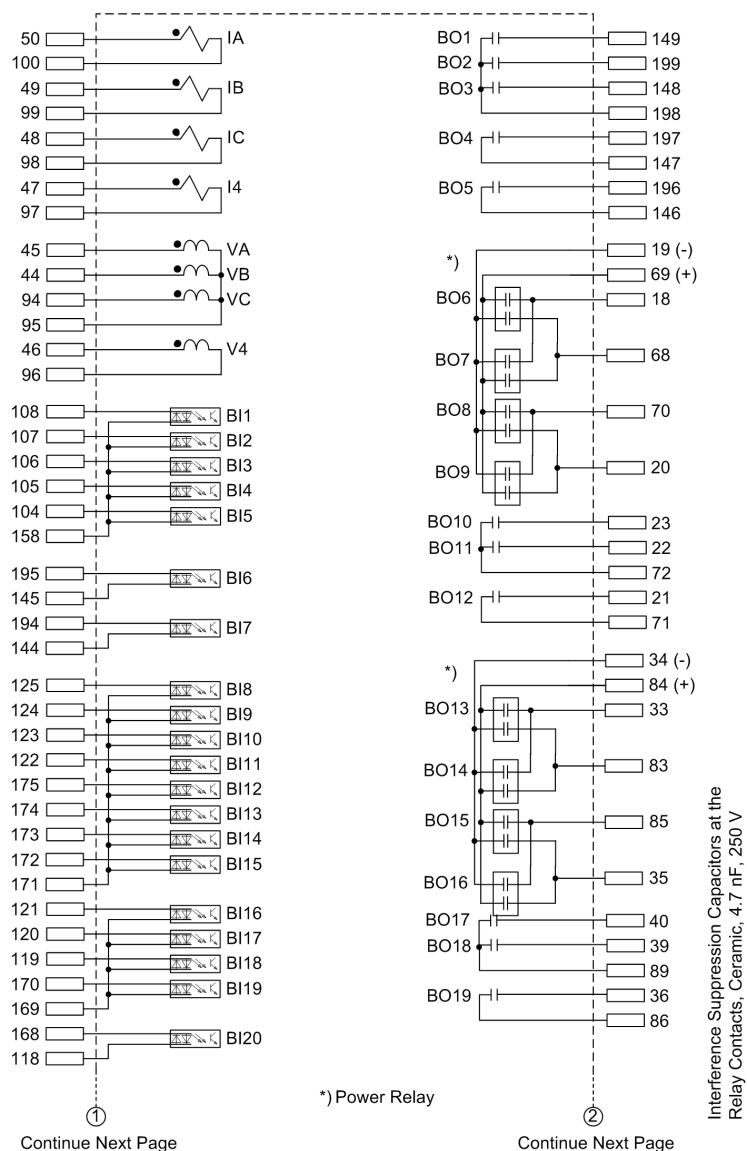 50 IA
100
49 IB
99
48 IC
98
47 I4
97
45 VA
44 VB
94 VC
95
46 V4
96
108 BI1
107 BI2
106 BI3
105 BI4
104 BI5
158
195 BI6
145
194 BI7
144
125 BI8
124 BI9
123 BI10
122 BI11
175 BI12
174 BI13
173 BI14
172 BI15
171
121 BI16
120 BI17
119 BI18
170 BI19
169
168 BI20
118
1
Continue Next Page
BO1 149
BO2 199
BO3 148
198
BO4 197
147
BO5 196
146
19 (-)
*)
69 (+)
BO6 18
68
BO7
BO8 70
20
BO9
BO10 23
BO11 22
72
BO12 21
71
34 (-)
*)
84 (+)
BO13 33
83
BO14
BO15 85
35
BO16
BO17 40
BO18 39
89
BO19 36
86
*) Power Relay
2
Continue Next Page
Interference Suppression Capacitors at the
Relay Contacts, Ceramic, 4.7 nF, 250 V